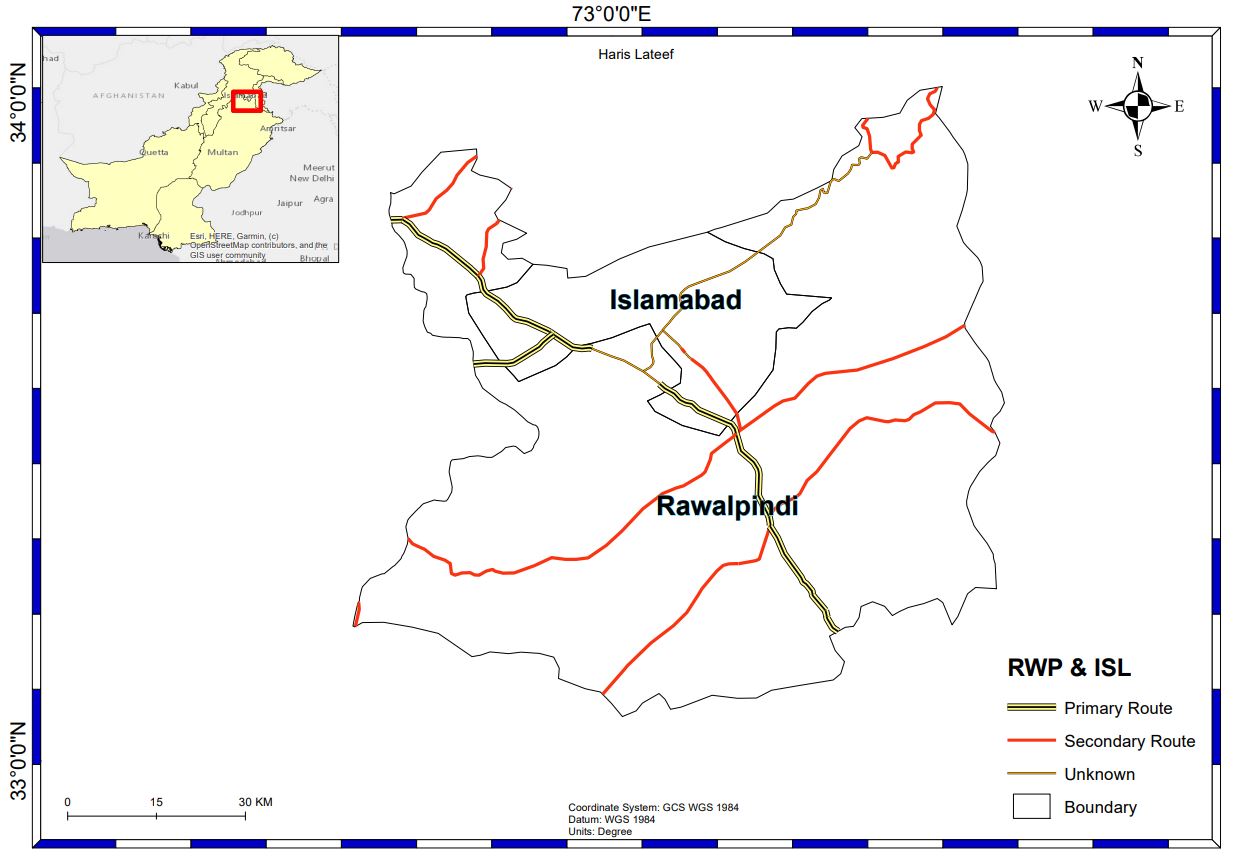 73°0'0"E
Haris Lateef
34°0'0"N
had
Kabul
AFGHANISTAN
Amritsar
Quetta
Multan
Meerut
New Delhi
Jaipur
Agra
Jodhpur
Karachi
Esri, HERE, Garmin, (c)
OpenStreetMap contributors, and the
GIS user community
Bhopal
N
W
E
S
Islamabad
Rawalpindi
RWP & ISL
Primary Route
Secondary Route
Unknown
Boundary
33°0'0"N
0
15
30 KM
Coordinate System: GCS WGS 1984
Datum: WGS 1984
Units: Degree